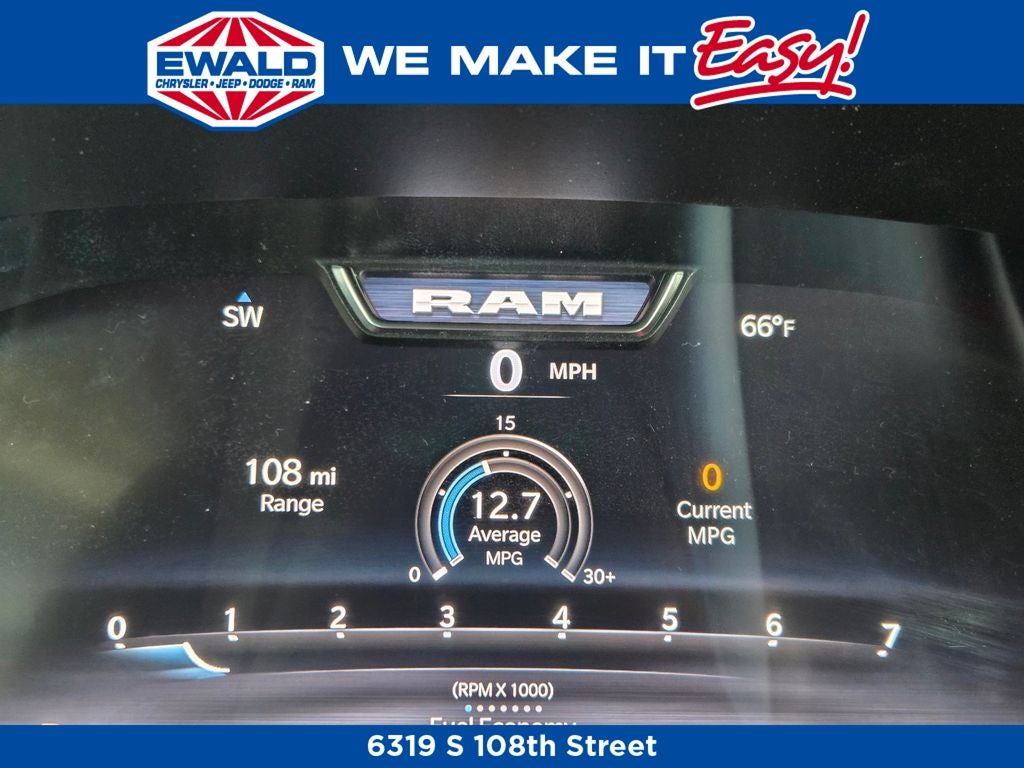 EWALD
CHRYSLER • JEEP • DODGE • RAM
WE MAKE IT Easy!
RAM
SW
66°F
0 MPH
15
108 mi
Range
12.7
Average
MPG
0
Current
MPG
0
30+
0 1 2 3 4 5 6 7
(RPM X 1000)
Fuel Economy
6319 S 108th Street